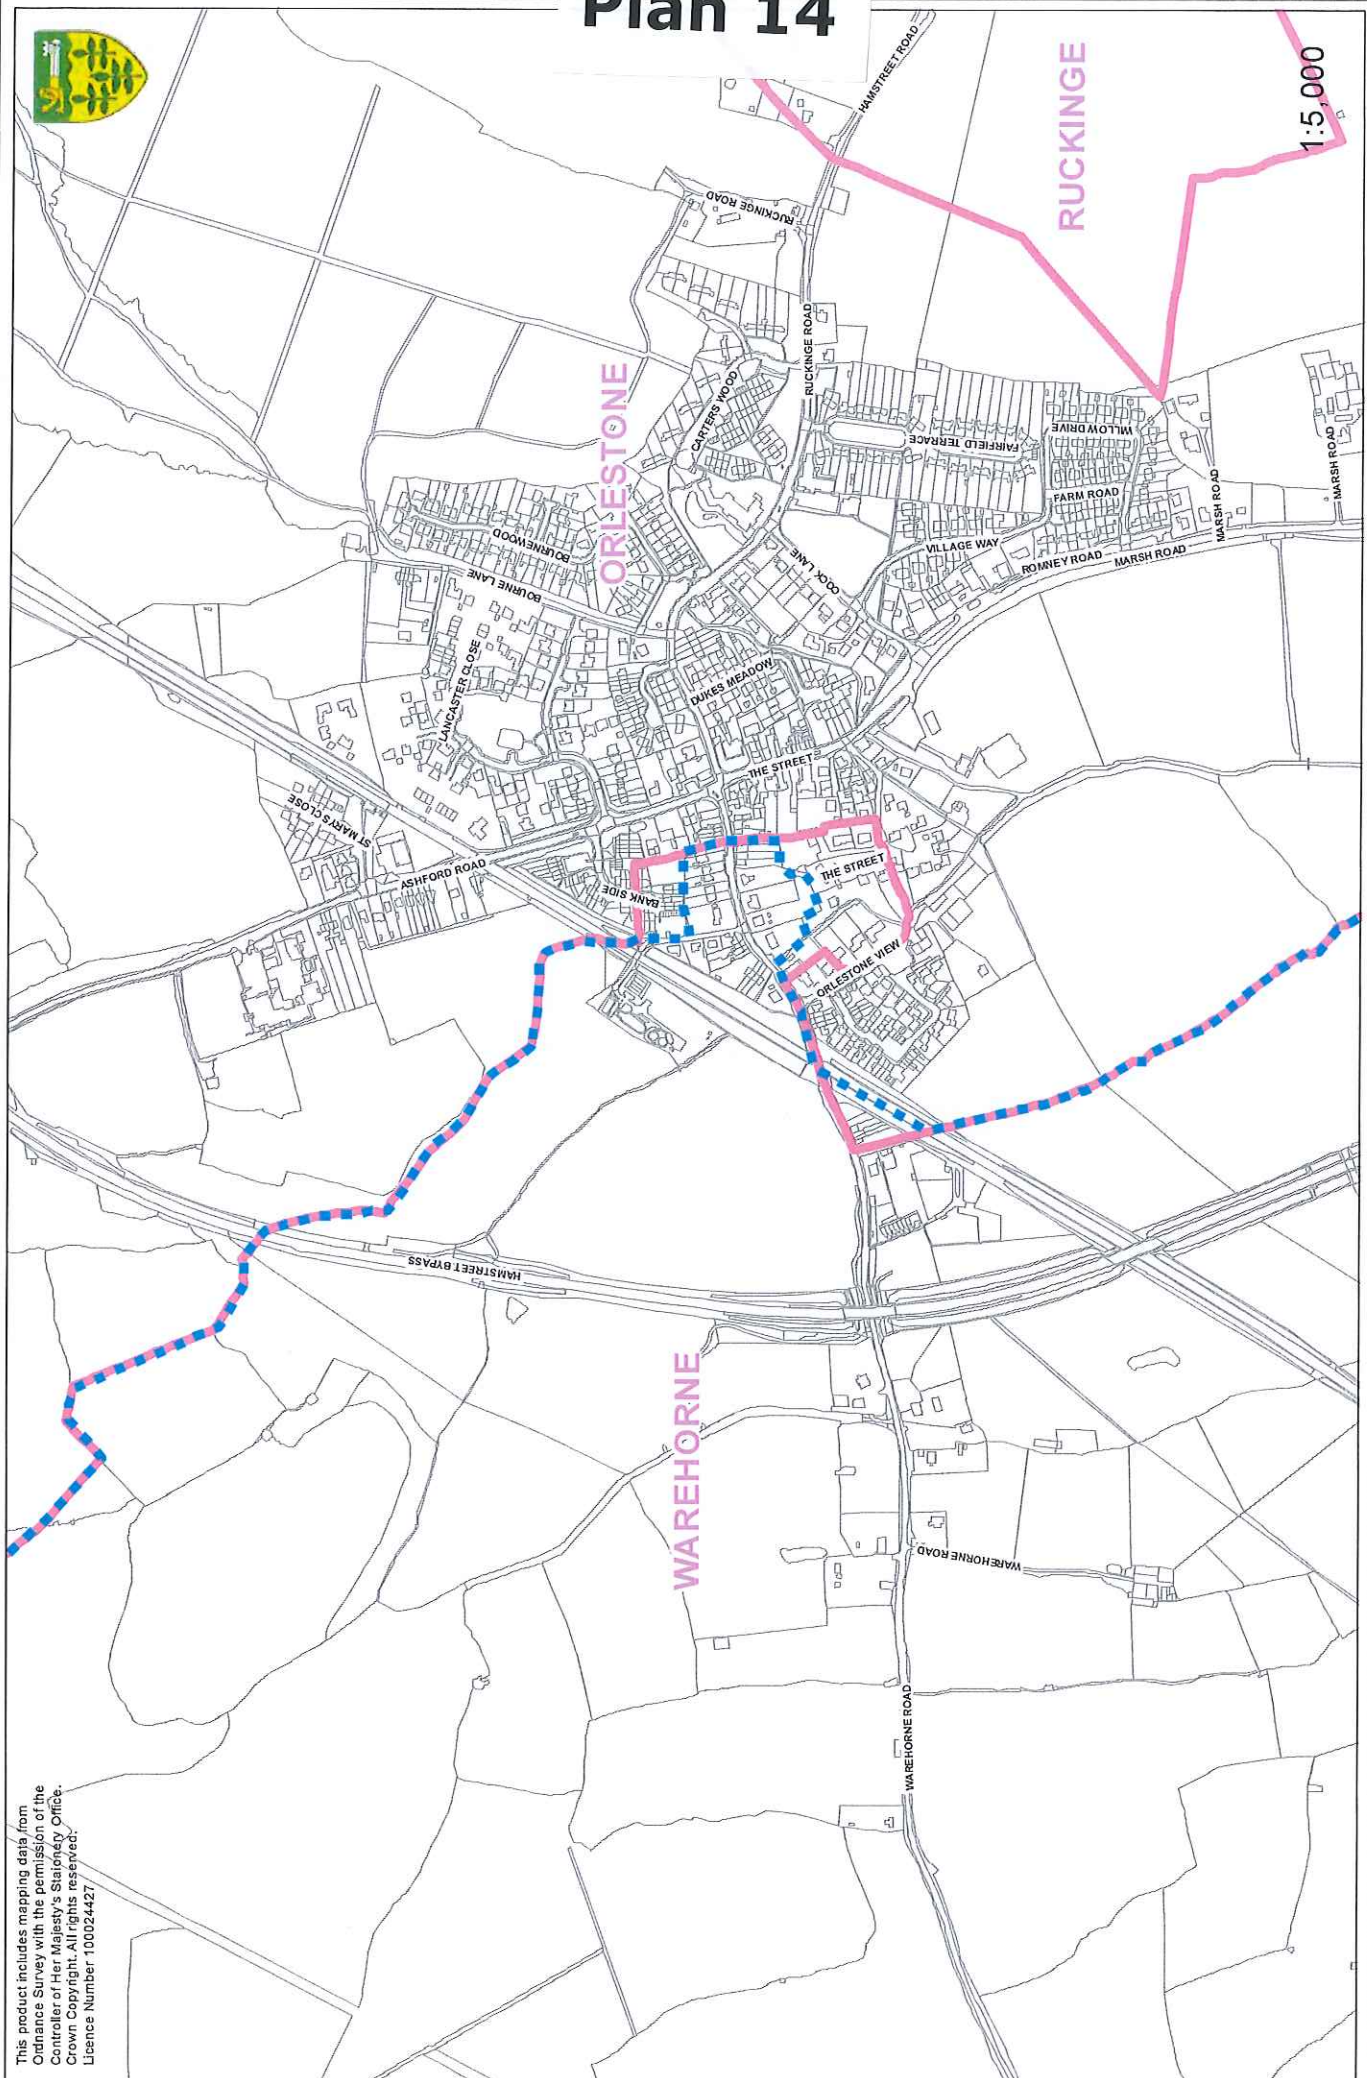 Plan 14
HAMSTREET ROAD
RUCKINGE
1:5,000
RUCKINGE ROAD
RUCKINGE ROAD
ORLESTONE
CARTERS WOOD
FAIRFIELD TERRACE
WILLOW DRIVE
FARM ROAD
MARSH ROAD
MARSH ROAD
BOURNEWOOD
BOURNE LANE
COCK LANE
VILLAGE WAY
ROMNEY ROAD
MARSH ROAD
LANCASTER CLOSE
DUKES MEADOW
THE STREET
ST MARYS CLOSE
ASHFORD ROAD
BANK SIDE
THE STREET
ORLESTONE VIEW
HAMSTREET BYPASS
WAREHORNE
WAREHORNE ROAD
WAREHORNE ROAD
This product includes mapping data from
Ordnance Survey with the permission of the
Controller of Her Majesty's Stationery Office.
Crown Copyright. All rights reserved.
Licence Number 100024427